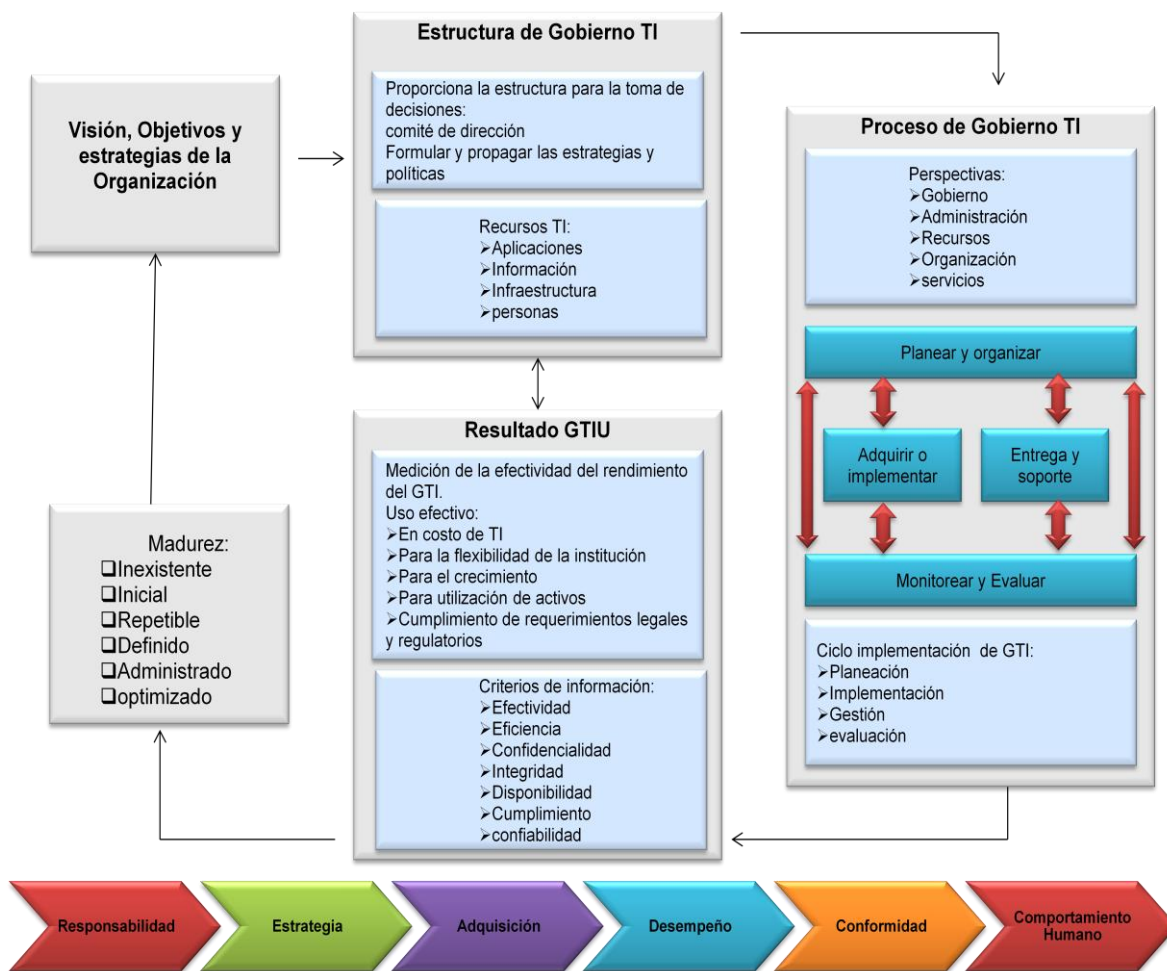 Visión, Objetivos y
estrategias de la
Organización
Estructura de Gobierno TI
Proporciona la estructura para la toma de
decisiones:
comité de dirección
Formular y propagar las estrategias y
políticas
Recursos TI:
➢Aplicaciones
➢Información
➢Infraestructura
➢personas
Proceso de Gobierno TI
Perspectivas:
➢Gobierno
➢Administración
➢Recursos
➢Organización
➢servicios
Planear y organizar
Adquirir o
implementar
Entrega y
soporte
Monitorear y Evaluar
Ciclo implementación de GTI:
➢Planeación
➢Implementación
➢Gestión
➢evaluación
Resultado GTIU
Medición de la efectividad del rendimiento
del GTI.
Uso efectivo:
➢En costo de TI
➢Para la flexibilidad de la institución
➢Para el crecimiento
➢Para utilización de activos
➢Cumplimiento de requerimientos legales
y regulatorios
Criterios de información:
➢Efectividad
➢Eficiencia
➢Confidencialidad
➢Integridad
➢Disponibilidad
➢Cumplimiento
➢confiabilidad
Madurez:
❑Inexistente
❑Inicial
❑Repetible
❑Definido
❑Administrado
❑optimizado
Responsabilidad
Estrategia
Adquisición
Desempeño
Conformidad
Comportamiento
Humano